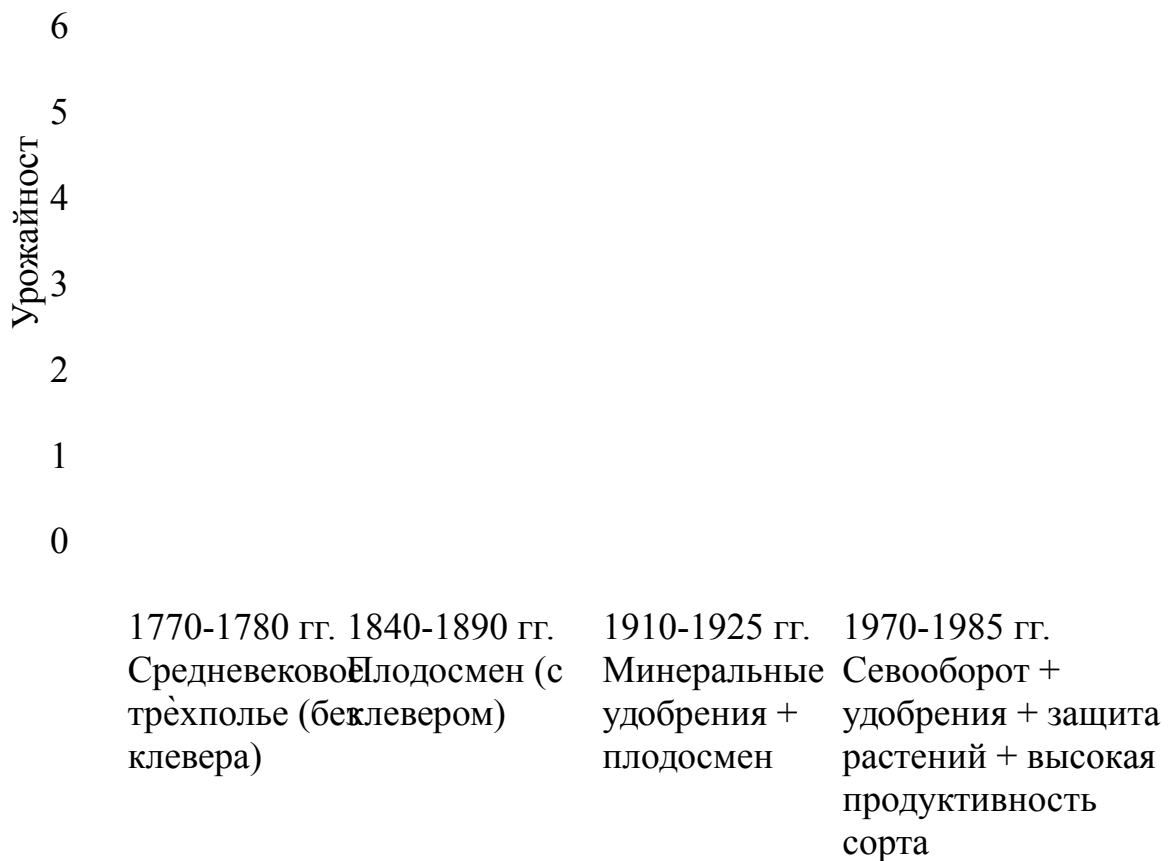 6
5
4
3
2
1
0
Урожайност
1770-1780 гг.
Средневековое
трѐхполье (без
клевера)
1840-1890 гг.
Плодосмен (с
клевером)
1910-1925 гг.
Минеральные
удобрения +
плодосмен
1970-1985 гг.
Севооборот +
удобрения + защита
растений + высокая
продуктивность
сорта